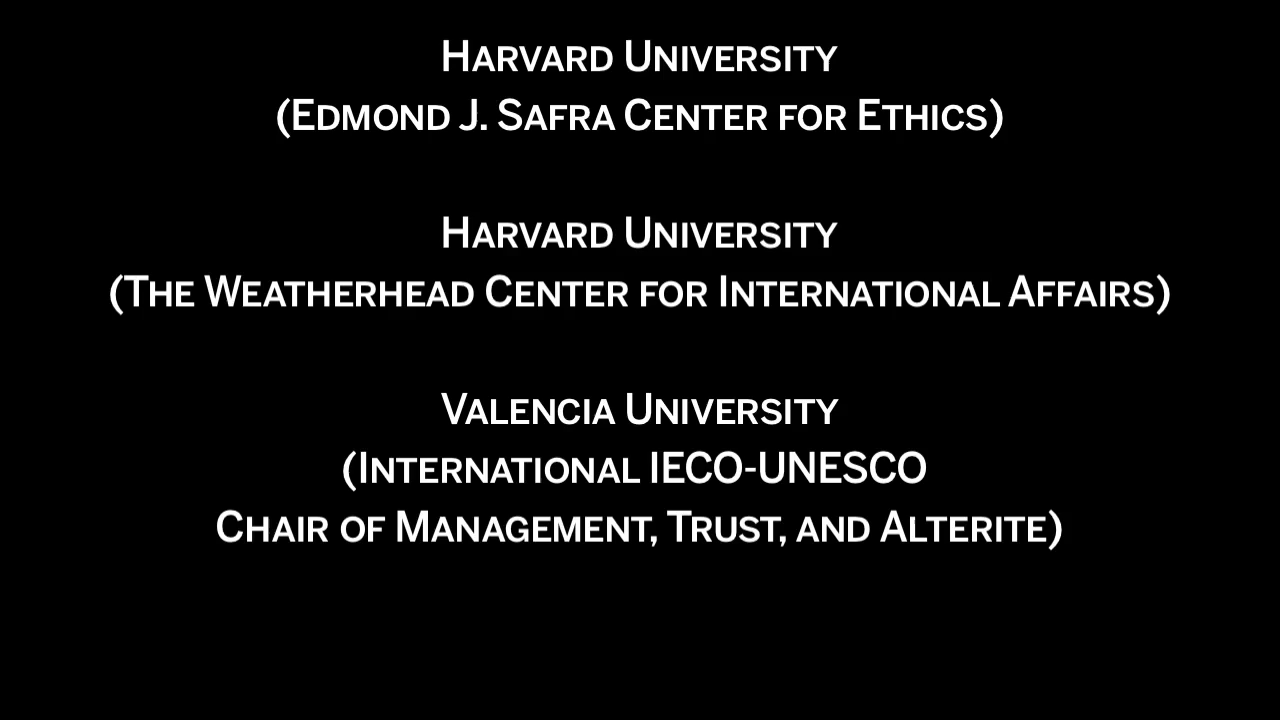 Harvard University
(Edmond J. Safra Center for Ethics)
Harvard University
(The Weatherhead Center for International Affairs)
Valencia University
(International IECO-UNESCO
Chair of Management, Trust, and Alterite)